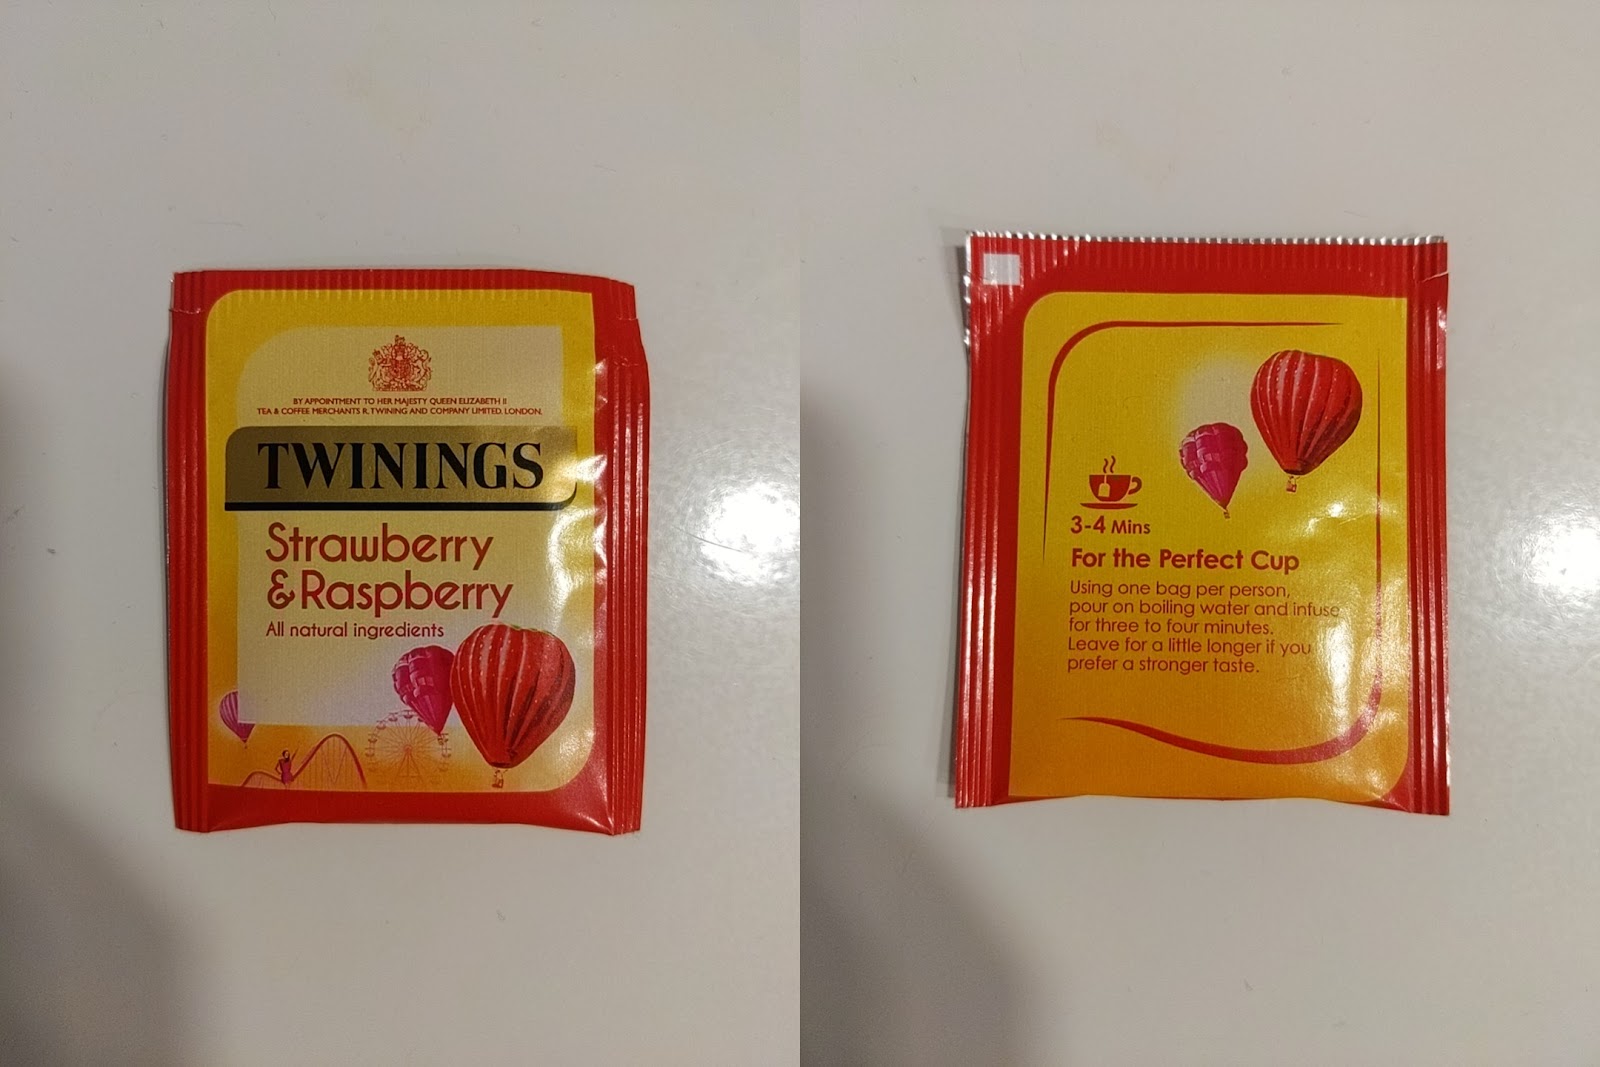 BY APPOINTMENT TO HER MAJESTY QUEEN ELIZABETH II
TEA & COFFEE MERCHANTS R. TWINING AND COMPANY LIMITED. LONDON.
TWININGS
Strawberry
& Raspberry
All natural ingredients
3-4 Mins
For the Perfect Cup
Using one bag per person,
pour on boiling water and infuse
for three to four minutes.
Leave for a little longer if you
prefer a stronger taste.